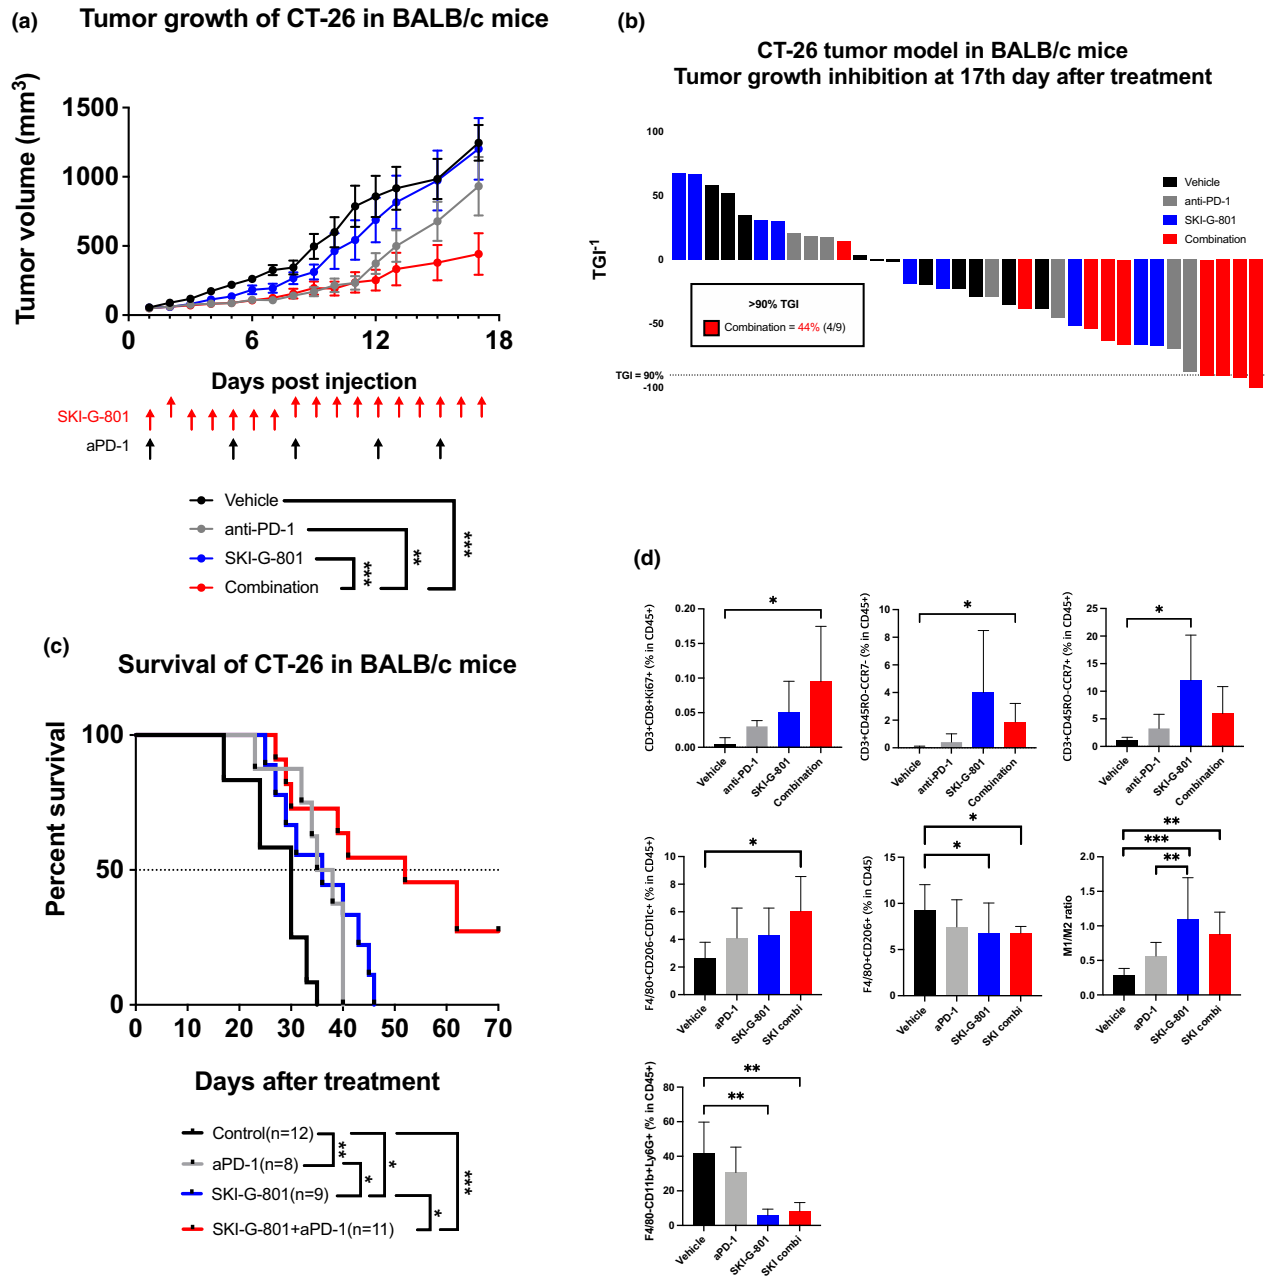 (a)
Tumor growth of CT-26 in BALB/c mice
Tumor volume (mm³)
1500
1000
500
0
0
6
12
18
Days post injection
SKI-G-801
aPD-1
Vehicle
anti-PD-1
SKI-G-801
Combination
***
**
***
(b)
CT-26 tumor model in BALB/c mice
Tumor growth inhibition at 17th day after treatment
TGI⁻¹
100
50
0
-50
TGI = 90%
-100
Vehicle
anti-PD-1
SKI-G-801
Combination
>90% TGI
Combination = 44% (4/9)
(c)
Survival of CT-26 in BALB/c mice
Percent survival
100
50
0
0 10 20 30 40 50 60 70
Days after treatment
Control(n=12)
aPD-1(n=8)
SKI-G-801(n=9)
SKI-G-801+aPD-1(n=11)
**
*
*
*
***
(d)
CD3+CD8+Ki67+ (% in CD45+)
0.20
0.15
0.10
0.05
0.00
*
Vehicle
anti-PD-1
SKI-G-801
Combination
CD3+CD45RO-CCR7- (% in CD45+)
10
8
6
4
2
0
*
Vehicle
anti-PD-1
SKI-G-801
Combination
CD3+CD45RO-CCR7+ (% in CD45+)
25
20
15
10
5
0
*
Vehicle
anti-PD-1
SKI-G-801
Combination
F4/80+CD206-CD11c+ (% in CD45+)
10
8
6
4
2
0
*
Vehicle
aPD-1
SKI-G-801
SKI combi
F4/80+CD206+ (% in CD45)
15
10
5
0
*
*
Vehicle
aPD-1
SKI-G-801
SKI combi
M1/M2 ratio
2.0
1.5
1.0
0.5
0.0
**
***
**
Vehicle
aPD-1
SKI-G-801
SKI combi
F4/80-CD11b+Ly6G+ (% in CD45+)
80
60
40
20
0
**
**
Vehicle
aPD-1
SKI-G-801
SKI combi